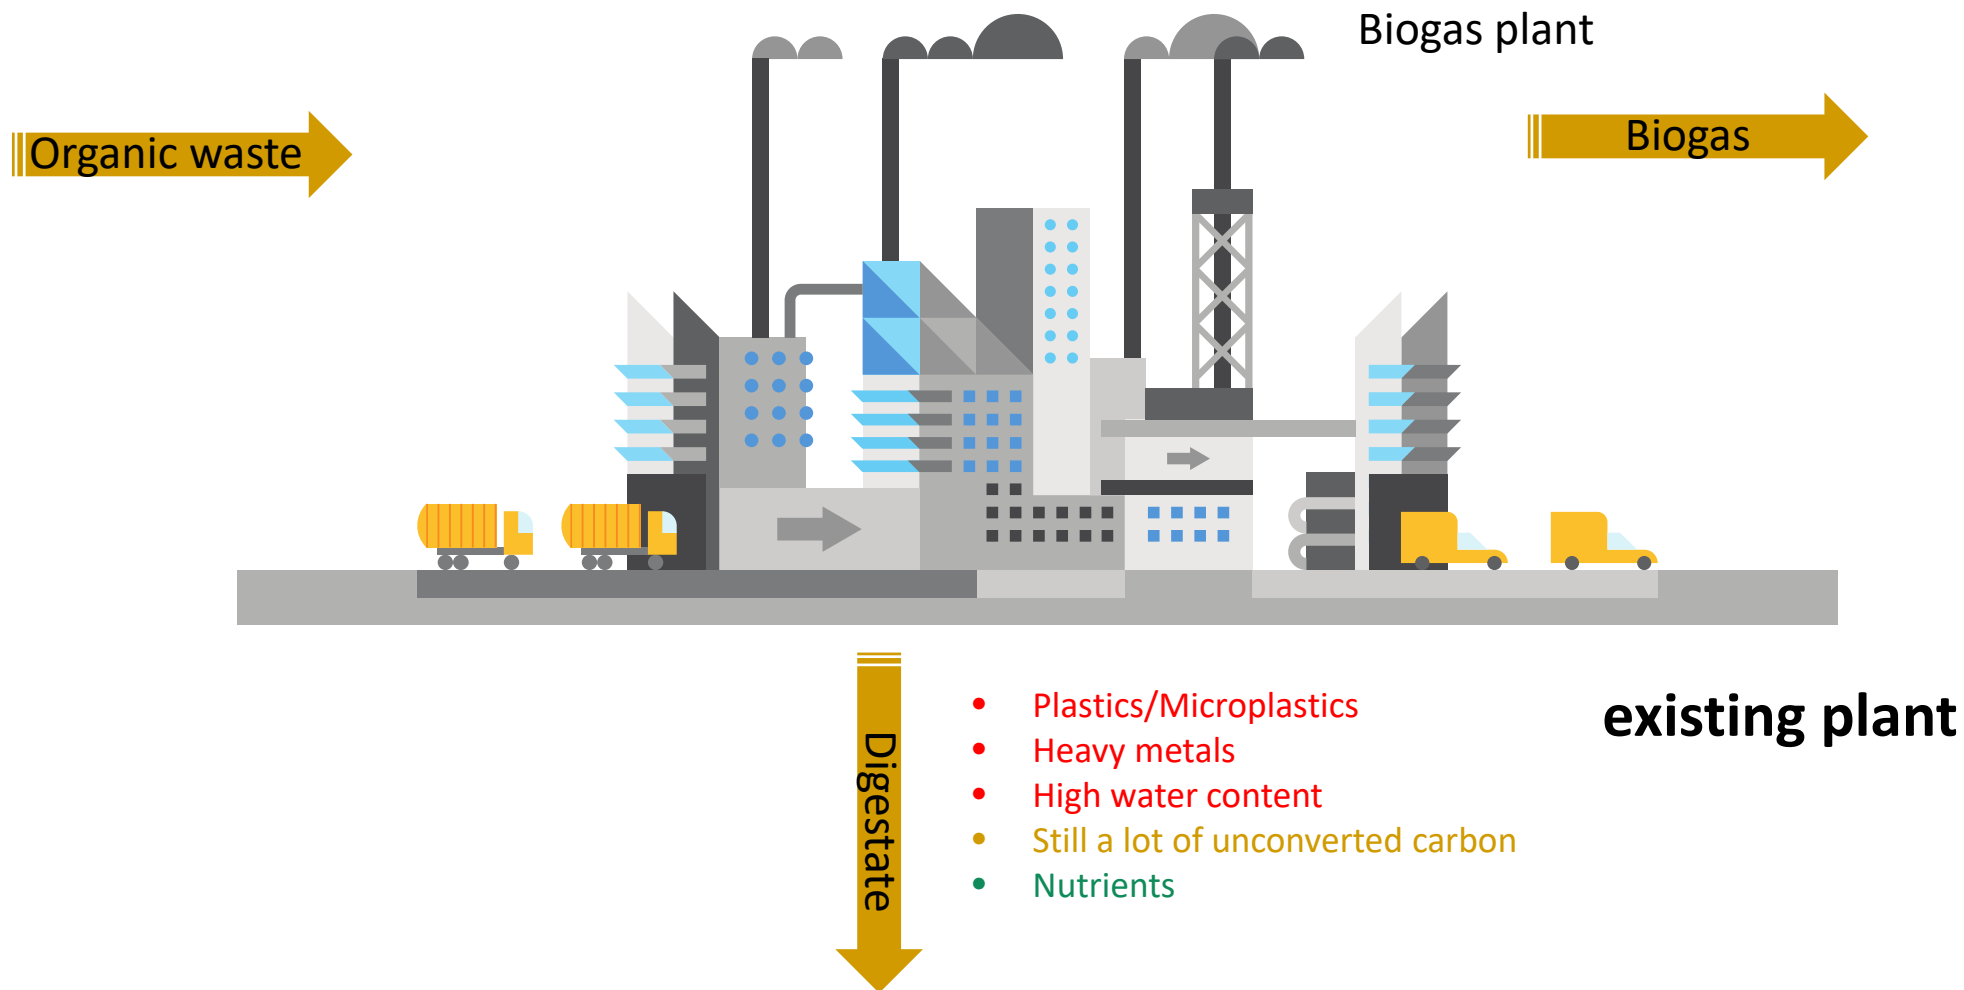 Biogas plant
Organic waste
Biogas
Digestate
• Plastics/Microplastics
• Heavy metals
• High water content
• Still a lot of unconverted carbon
• Nutrients
existing plant